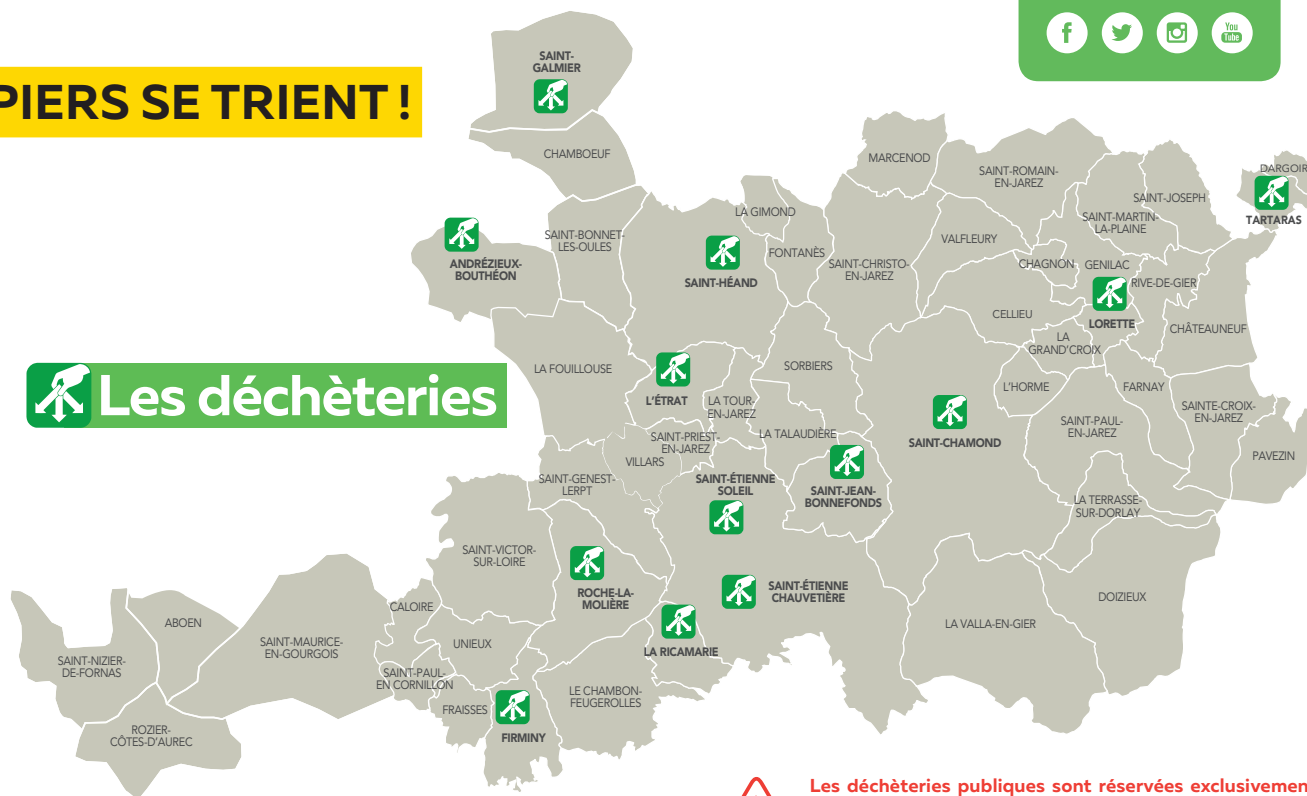 You
Tube
PIERS SE TRIENT !
SAINT-
GALMIER
CHAMBOEUF
MARCENOD
SAINT-ROMAIN-
EN-JAREZ
SAINT-JOSEPH
DARGOIR
TARTARAS
SAINT-MARTIN-
LA-PLAINE
LA GIMOND
SAINT-BONNET-
LES-OULES
ANDRÉZIEUX-
BOUTHÉON
SAINT-HÉAND
FONTANÈS
SAINT-CHRISTO-
EN-JAREZ
VALFLEURY
CHAGNON
GENILAC
RIVE-DE-GIER
LORETTE
CELLIEU
LA
GRAND'CROIX
CHÂTEAUNEUF
Les déchèteries
LA FOUILLOUSE
L'ÉTRAT
LA TOUR-
EN-JAREZ
SORBIERS
L'HORME
FARNAY
SAINTE-CROIX-
EN-JAREZ
SAINT-PAUL-
EN-JAREZ
SAINT-CHAMOND
PAVEZIN
SAINT-PRIEST-
EN-JAREZ
LA TALAUDIÈRE
VILLARS
SAINT-GENEST-
LERPT
SAINT-ÉTIENNE
SOLEIL
SAINT-JEAN-
BONNEFONDS
LA TERRASSE-
SUR-DORLAY
SAINT-VICTOR-
SUR-LOIRE
ROCHE-LA-
MOLIÈRE
SAINT-ÉTIENNE
CHAUVETIÈRE
DOIZIEUX
LA VALLA-EN-GIER
CALOIRE
ABOEN
SAINT-MAURICE-
EN-GOURGOIS
UNIEUX
LA RICAMARIE
SAINT-NIZIER-
DE-FORNAS
SAINT-PAUL-
EN CORNILLON
FRAISSES
LE CHAMBON-
FEUGEROLLES
FIRMINY
ROZIER-
CÔTES-D'AUREC
Les déchèteries publiques sont réservées exclusivemen